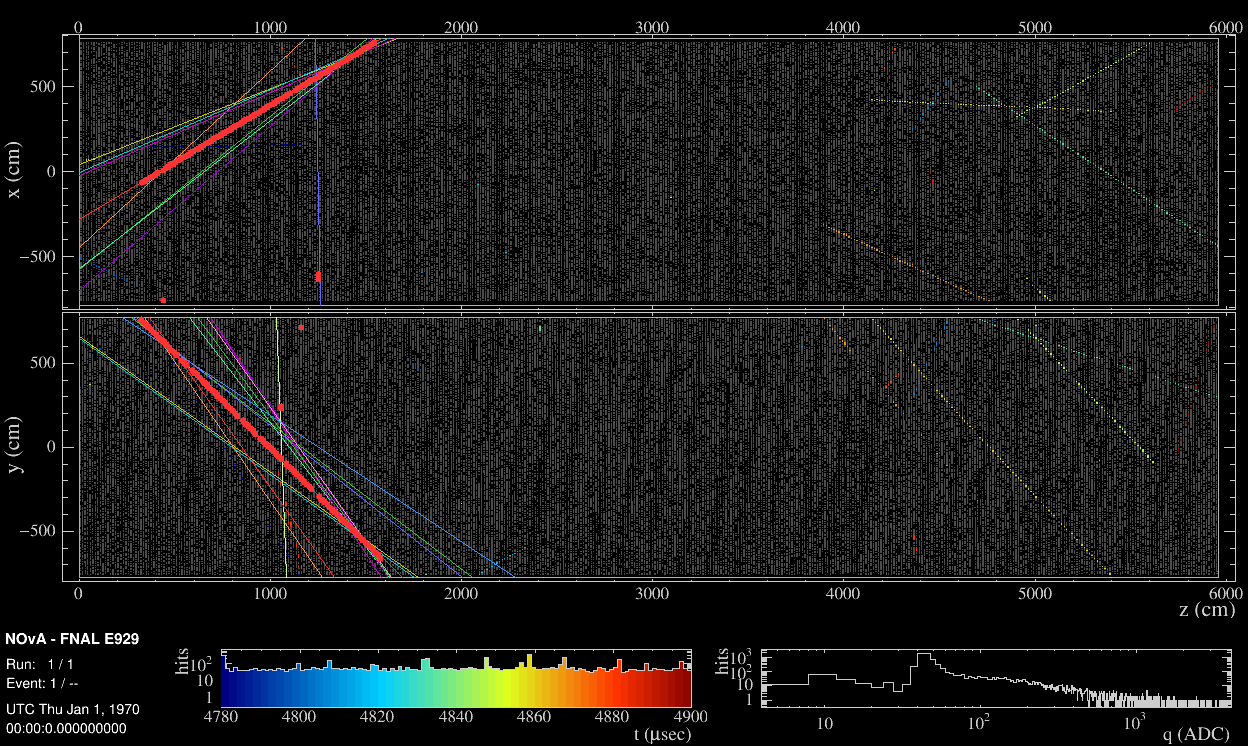 0 1000 2000 3000 4000 5000 6000
500
0
−500
x (cm)
500
0
−500
y (cm)
0 1000 2000 3000 4000 5000 6000
z (cm)
NOvA - FNAL E929
Run: 1 / 1
Event: 1 / --
UTC Thu Jan 1, 1970
00:00:0.000000000
hits
10²
10
1
4780 4800 4820 4840 4860 4880 4900
t (μsec)
hits
10³
10
1
10 10² 10³
q (ADC)